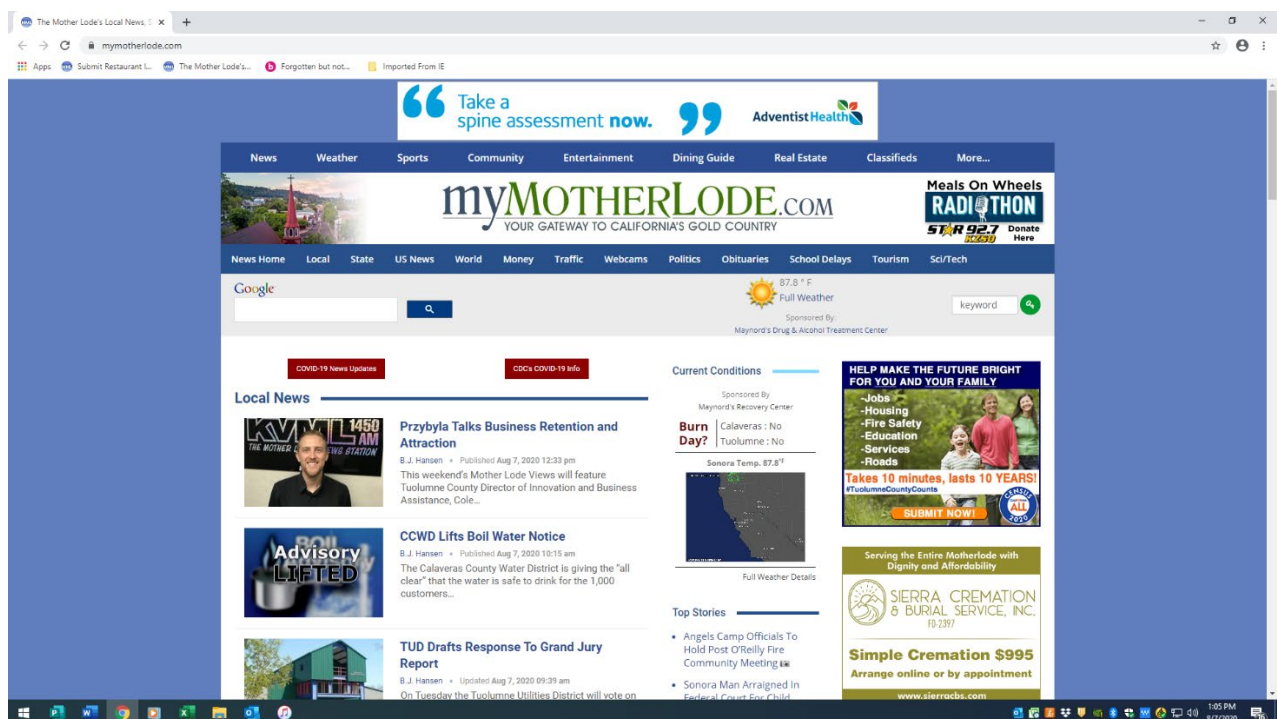 The Mother Lode's Local News, S
mymotherlode.com
Apps Submit Restaurant I... The Mother Lode's... Forgotten but not... Imported From IE
Take a
spine assessment now.
Adventist Health
News Weather Sports Community Entertainment Dining Guide Real Estate Classifieds More...
myMOTHERLODE.COM
YOUR GATEWAY TO CALIFORNIA'S GOLD COUNTRY
Meals On Wheels
RADIOTHON
STAR 92.7
KZSQ
Donate
Here
News Home Local State US News World Money Traffic Webcams Politics Obituaries School Delays Tourism Sci/Tech
Google
87.8 ° F
Full Weather
Sponsored By:
Maynord's Drug & Alcohol Treatment Center
keyword
COVID-19 News Updates
CDC's COVID-19 Info
Local News
KVML 1450
AM
THE MOTHER NEWS STATION
Przybyla Talks Business Retention and
Attraction
B.J. Hansen • Published Aug 7, 2020 12:33 pm
This weekend's Mother Lode Views will feature
Tuolumne County Director of Innovation and Business
Assistance, Cole...
Advisory
LIFTED
CCWD Lifts Boil Water Notice
B.J. Hansen • Published Aug 7, 2020 10:15 am
The Calaveras County Water District is giving the "all
clear" that the water is safe to drink for the 1,000
customers...
TUD Drafts Response To Grand Jury
Report
B.J. Hansen • Updated Aug 7, 2020 09:39 am
On Tuesday the Tuolumne Utilities District will vote on
Current Conditions
Sponsored By
Maynord's Recovery Center
Burn
Day?
Calaveras : No
Tuolumne : No
Sonora Temp. 87.8°F
Full Weather Details
Top Stories
• Angels Camp Officials To
Hold Post O'Reilly Fire
Community Meeting
• Sonora Man Arraigned In
Federal Court For Child
HELP MAKE THE FUTURE BRIGHT
FOR YOU AND YOUR FAMILY
-Jobs
-Housing
-Fire Safety
-Education
-Services
-Roads
Takes 10 minutes, lasts 10 YEARS!
#TuolumneCountyCounts
SUBMIT NOW!
CENSUS
ALL
2020
Serving the Entire Motherlode with
Dignity and Affordability
SIERRA CREMATION
& BURIAL SERVICE, INC.
FD-2397
Simple Cremation $995
Arrange online or by appointment
www.sierracbs.com
1:05 PM
8/7/2020